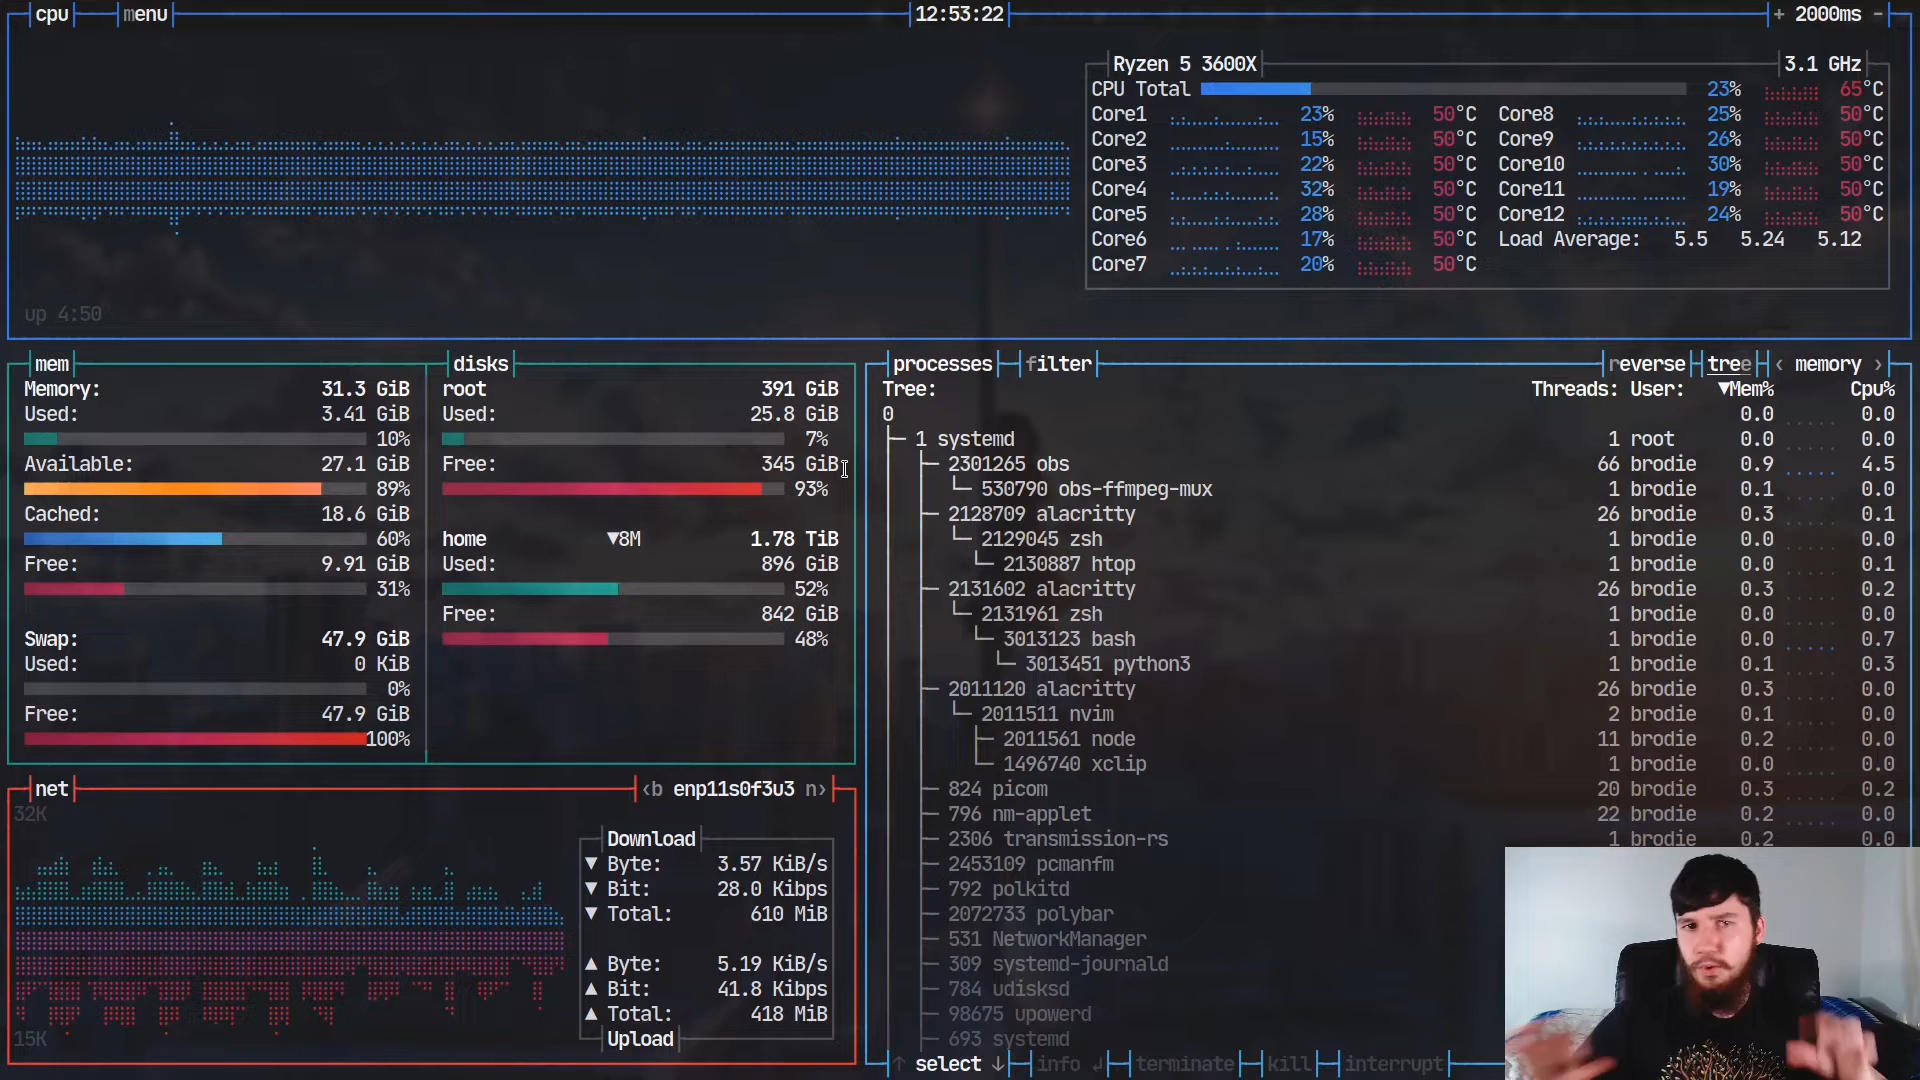 cpu menu 12:53:22 + 2000ms -
Ryzen 5 3600X 3.1 GHz
CPU Total 23% 65°C
Core1 23% 50°C Core8 25% 50°C
Core2 15% 50°C Core9 26% 50°C
Core3 22% 50°C Core10 30% 50°C
Core4 32% 50°C Core11 19% 50°C
Core5 28% 50°C Core12 24% 50°C
Core6 17% 50°C Load Average: 5.5 5.24 5.12
Core7 20% 50°C
up 4:50
mem
Memory: 31.3 GiB
Used: 3.41 GiB
10%
Available: 27.1 GiB
89%
Cached: 18.6 GiB
60%
Free: 9.91 GiB
31%
Swap: 47.9 GiB
Used: 0 KiB
0%
Free: 47.9 GiB
100%
disks
root 391 GiB
Used: 25.8 GiB
7%
Free: 345 GiB
93%
home ▼8M 1.78 TiB
Used: 896 GiB
52%
Free: 842 GiB
48%
net ‹b enp11s0f3u3 n›
32K
Download
▼ Byte: 3.57 KiB/s
▼ Bit: 28.0 Kibps
▼ Total: 610 MiB
▲ Byte: 5.19 KiB/s
▲ Bit: 41.8 Kibps
▲ Total: 418 MiB
Upload
15K
processes filter reverse tree ‹ memory ›
Tree: Threads: User: ▼Mem% Cpu%
0 0.0 0.0
1 systemd 1 root 0.0 0.0
2301265 obs 66 brodie 0.9 4.5
530790 obs-ffmpeg-mux 1 brodie 0.1 0.0
2128709 alacritty 26 brodie 0.3 0.1
2129045 zsh 1 brodie 0.0 0.0
2130887 htop 1 brodie 0.0 0.1
2131602 alacritty 26 brodie 0.3 0.2
2131961 zsh 1 brodie 0.0 0.0
3013123 bash 1 brodie 0.0 0.7
3013451 python3 1 brodie 0.1 0.3
2011120 alacritty 26 brodie 0.3 0.0
2011511 nvim 2 brodie 0.1 0.0
2011561 node 11 brodie 0.2 0.0
1496740 xclip 1 brodie 0.0 0.0
824 picom 20 brodie 0.3 0.2
796 nm-applet 22 brodie 0.2 0.0
2306 transmission-rs 1 brodie 0.2 0.0
2453109 pcmanfm
792 polkitd
2072733 polybar
531 NetworkManager
309 systemd-journald
784 udisksd
98675 upowerd
693 systemd
↑ select ↓ info ↲ terminate kill interrupt